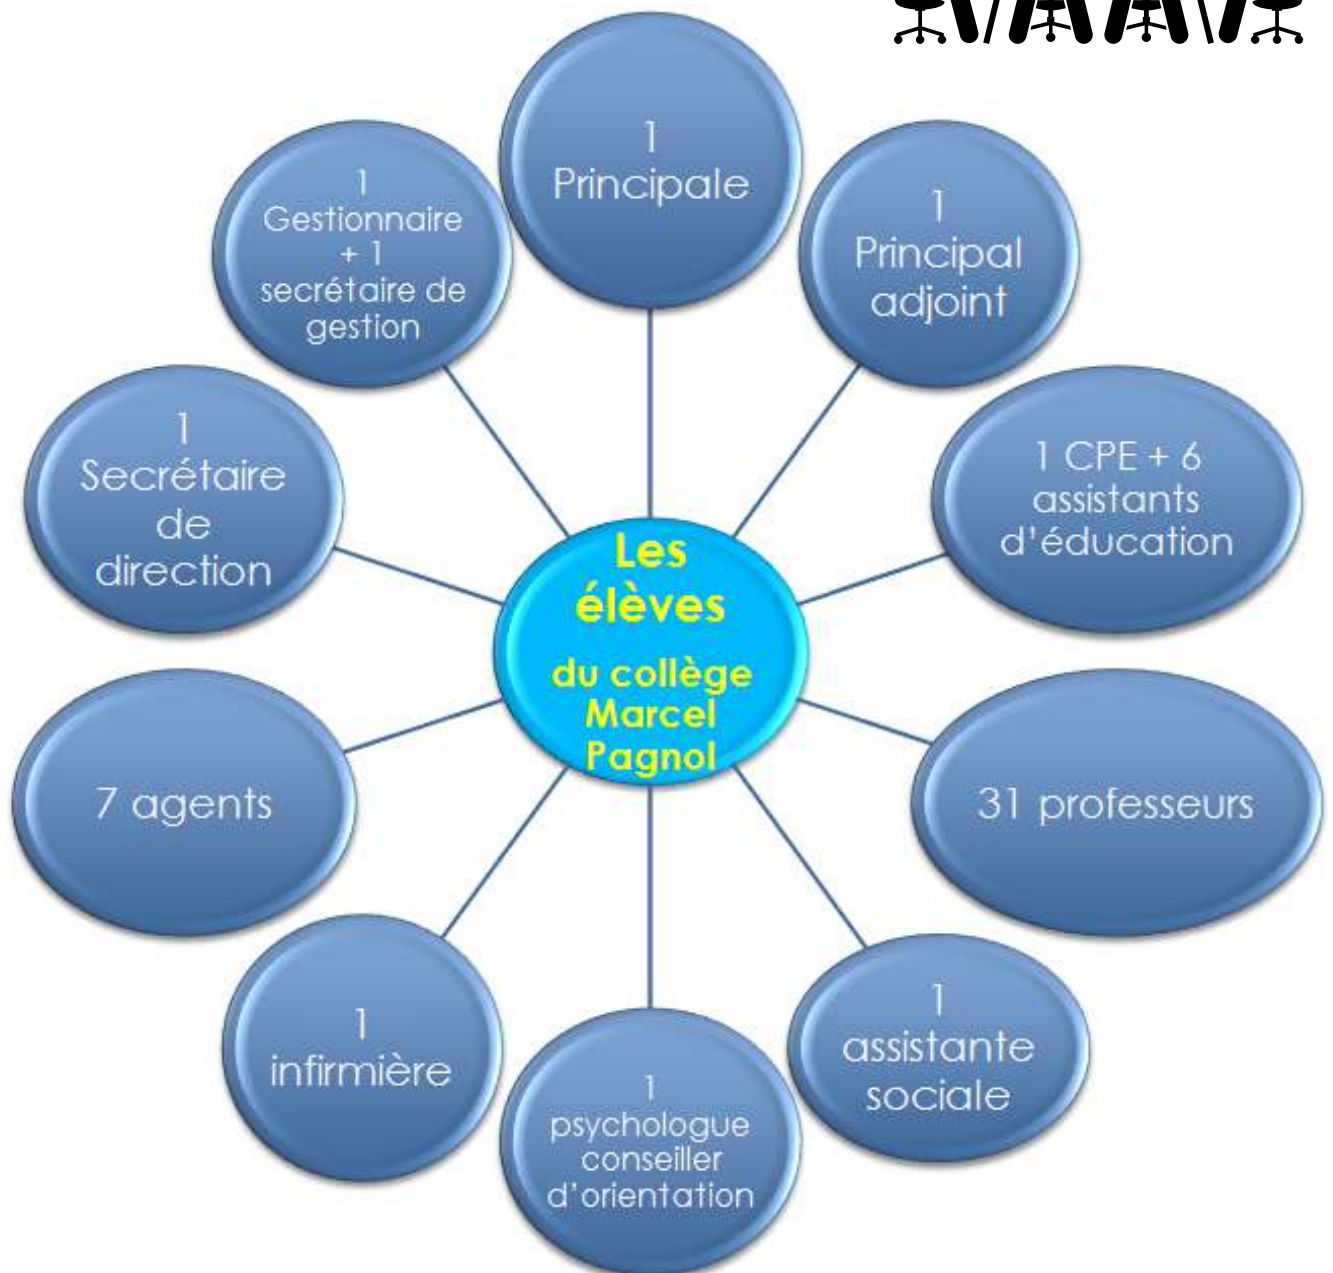 1
Principale
1
Principal
adjoint
1 CPE + 6
assistants
d'éducation
31 professeurs
1
assistante
sociale
1
psychologue
conseiller
d'orientation
1
infirmière
7 agents
1
Secrétaire
de
direction
1
Gestionnaire
+ 1
secrétaire de
gestion
Les
élèves
du collège
Marcel
Pagnol